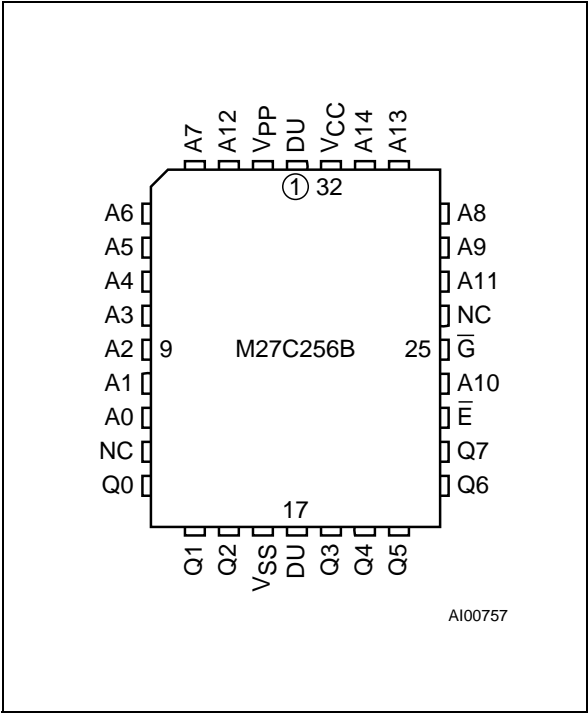 A7 A12 VPP DU VCC A14 A13
1 32
A6 A8
A5 A9
A4 A11
A3 NC
A2 9 M27C256B 25 G̅
A1 A10
A0 E̅
NC Q7
Q0 Q6
17
Q1 Q2 VSS DU Q3 Q4 Q5
AI00757